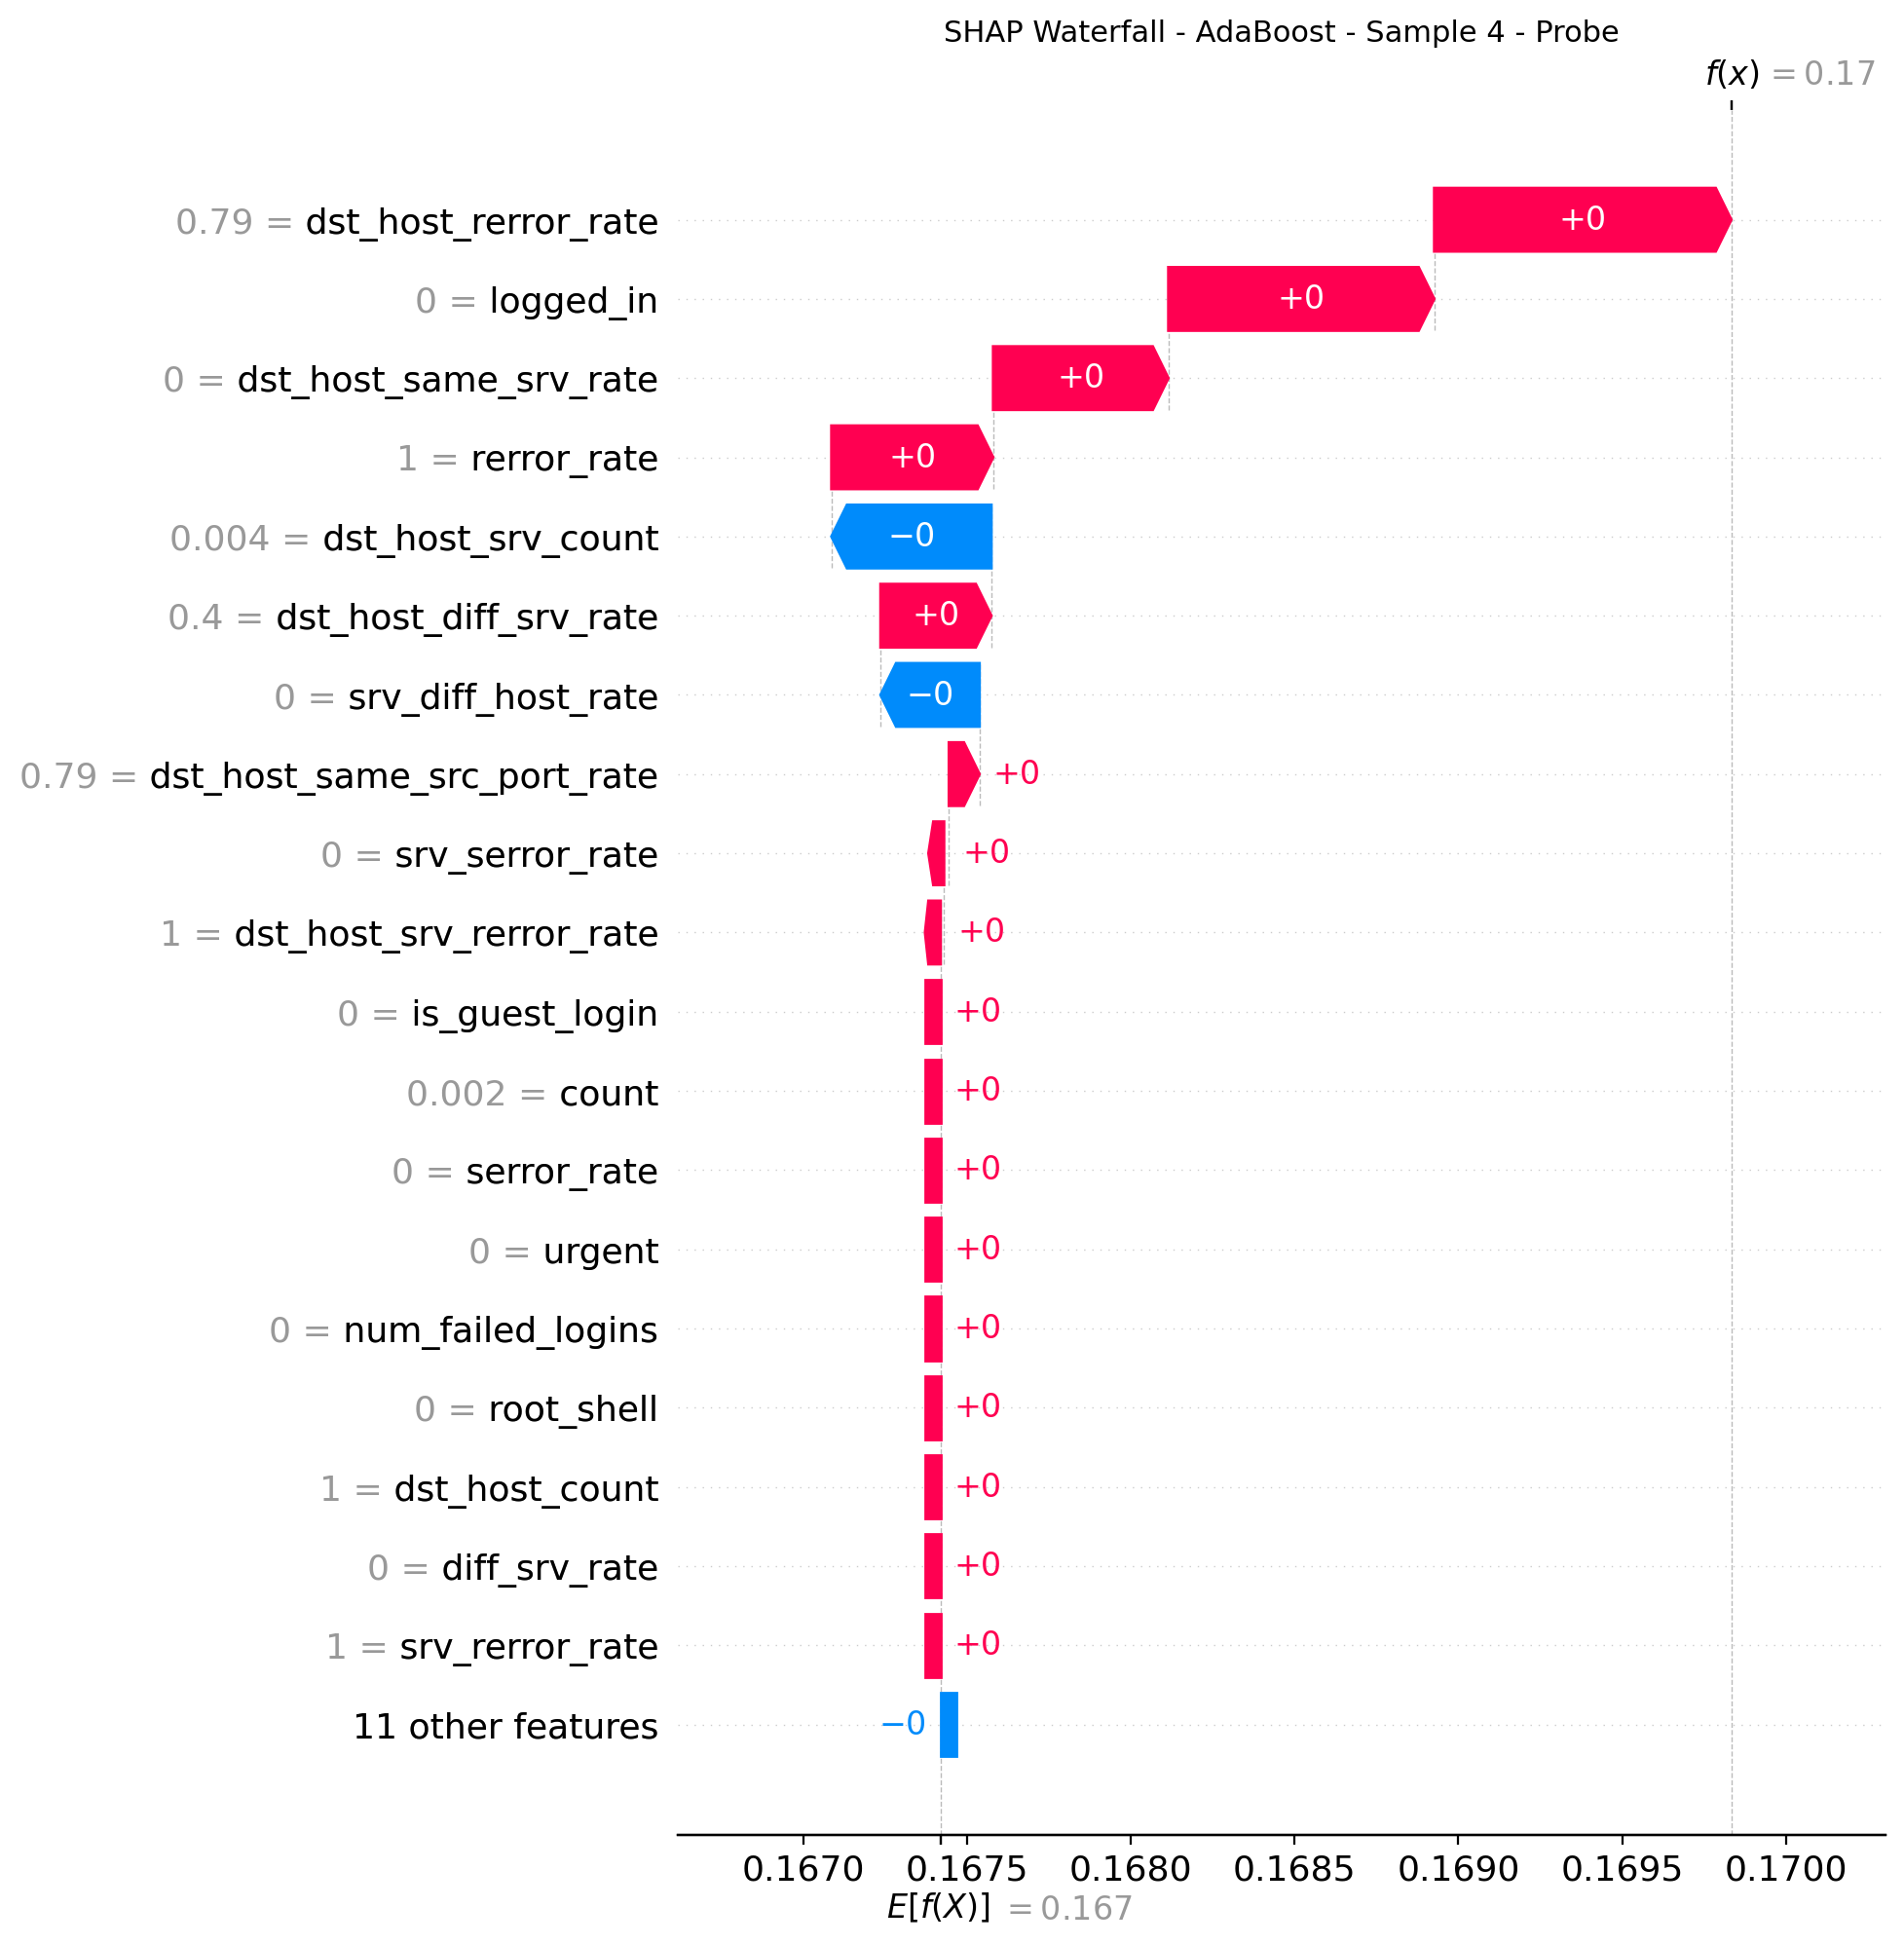 SHAP Waterfall - AdaBoost - Sample 4 - Probe
f(x) = 0.17
0.79 = dst_host_rerror_rate +0
0 = logged_in +0
0 = dst_host_same_srv_rate +0
1 = rerror_rate +0
0.004 = dst_host_srv_count −0
0.4 = dst_host_diff_srv_rate +0
0 = srv_diff_host_rate −0
0.79 = dst_host_same_src_port_rate +0
0 = srv_serror_rate +0
1 = dst_host_srv_rerror_rate +0
0 = is_guest_login +0
0.002 = count +0
0 = serror_rate +0
0 = urgent +0
0 = num_failed_logins +0
0 = root_shell +0
1 = dst_host_count +0
0 = diff_srv_rate +0
1 = srv_rerror_rate +0
11 other features −0
0.1670 0.1675 0.1680 0.1685 0.1690 0.1695 0.1700
E[f(X)] = 0.167